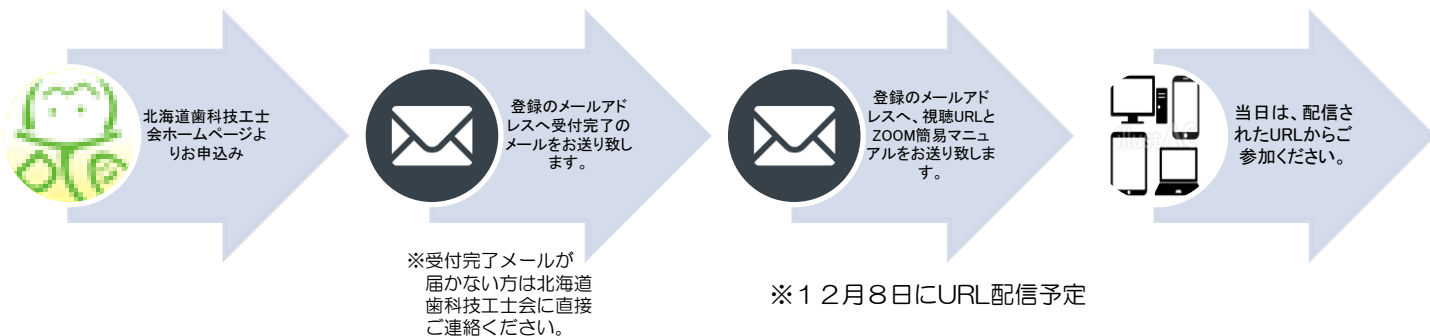 北海道歯科技工士
会ホームページよ
りお申込み
登録のメールアド
レスへ受付完了の
メールをお送り致し
ます。
※受付完了メールが
届かない方は北海道
歯科技工士会に直接
ご連絡ください。
登録のメールアド
レスへ、視聴URLと
ZOOM簡易マニュ
アルをお送り致しま
す。
※１２月８日にURL配信予定
当日は、配信さ
れたURLからご
参加ください。